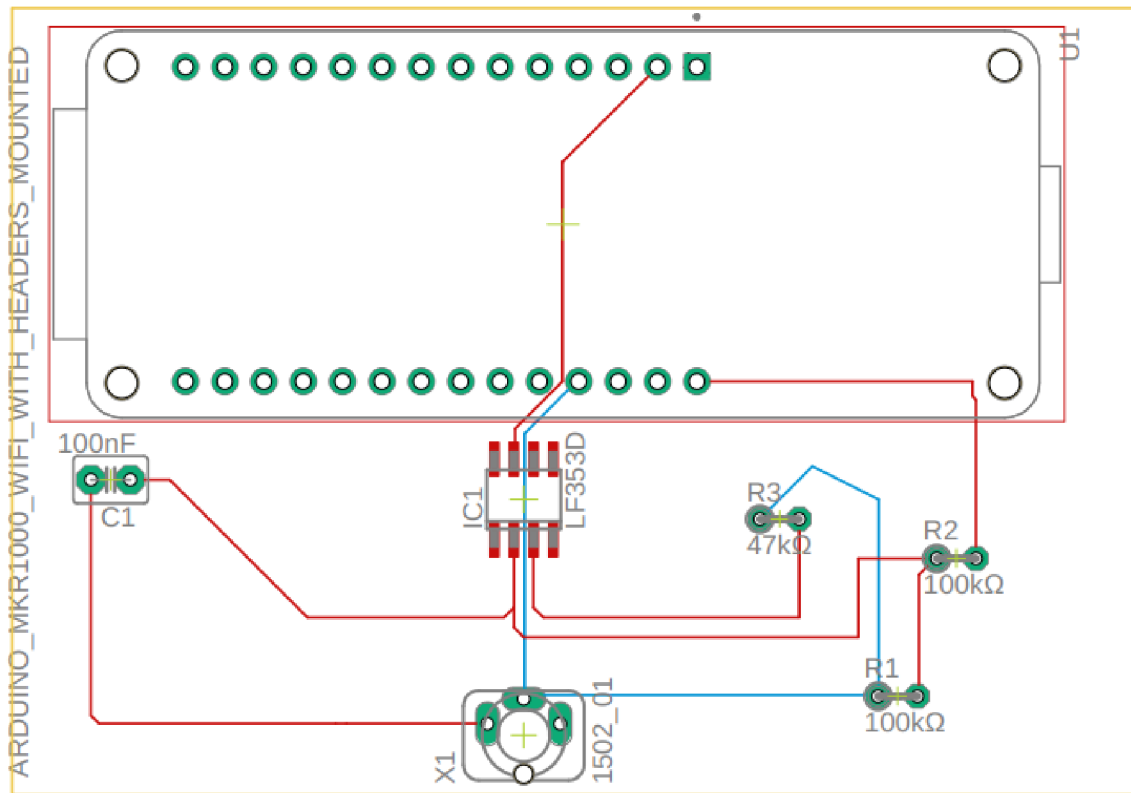 U1
ARDUINO_MKR1000_WIFI_WITH_HEADERS_MOUNTED
100nF
C1
IC1
LF353D
R3
47kΩ
R2
100kΩ
R1
100kΩ
X1
1502_01